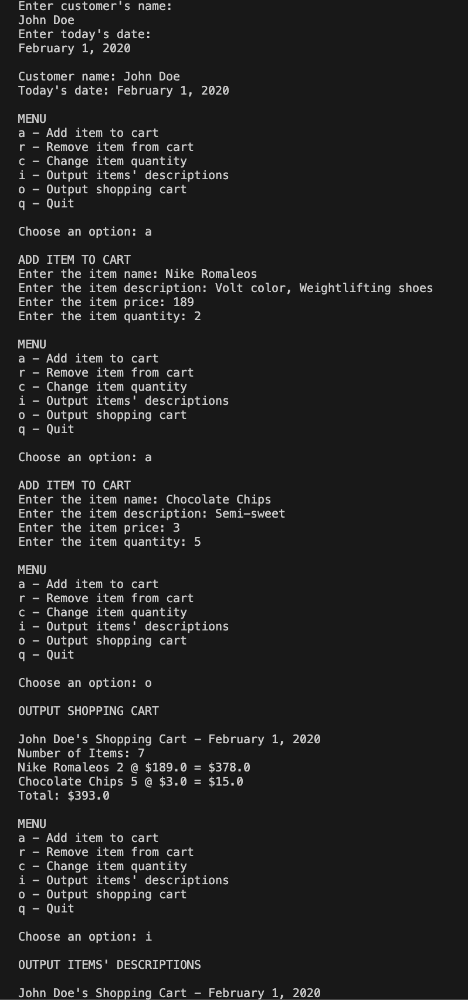 Enter customer's name:
John Doe
Enter today's date:
February 1, 2020
Customer name: John Doe
Today's date: February 1, 2020
MENU
a – Add item to cart
r – Remove item from cart
c – Change item quantity
i – Output items' descriptions
o – Output shopping cart
q – Quit
Choose an option: a
ADD ITEM TO CART
Enter the item name: Nike Romaleos
Enter the item description: Volt color, Weightlifting shoes
Enter the item price: 189
Enter the item quantity: 2
MENU
a – Add item to cart
r – Remove item from cart
c – Change item quantity
i – Output items' descriptions
o – Output shopping cart
q – Quit
Choose an option: a
ADD ITEM TO CART
Enter the item name: Chocolate Chips
Enter the item description: Semi–sweet
Enter the item price: 3
Enter the item quantity: 5
MENU
a – Add item to cart
r – Remove item from cart
c – Change item quantity
i – Output items' descriptions
o – Output shopping cart
q – Quit
Choose an option: o
OUTPUT SHOPPING CART
John Doe's Shopping Cart – February 1, 2020
Number of Items: 7
Nike Romaleos 2 @ $189.0 = $378.0
Chocolate Chips 5 @ $3.0 = $15.0
Total: $393.0
MENU
a – Add item to cart
r – Remove item from cart
c – Change item quantity
i – Output items' descriptions
o – Output shopping cart
q – Quit
Choose an option: i
OUTPUT ITEMS' DESCRIPTIONS
John Doe's Shopping Cart – February 1, 2020